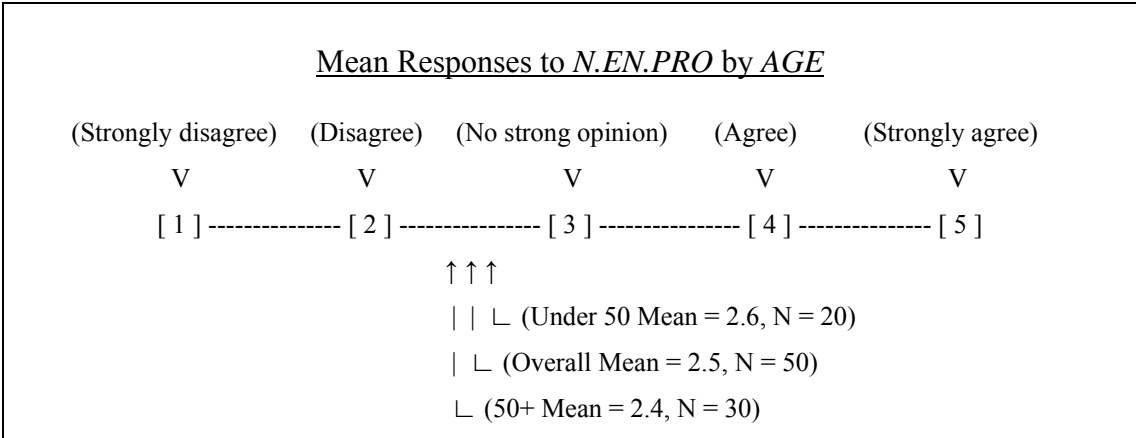 Mean Responses to N.EN.PRO by AGE
(Strongly disagree) (Disagree) (No strong opinion) (Agree) (Strongly agree)
V V V V V
[ 1 ] --------------- [ 2 ] ---------------- [ 3 ] ---------------- [ 4 ] --------------- [ 5 ]
↑ ↑ ↑
| | ∟ (Under 50 Mean = 2.6, N = 20)
| ∟ (Overall Mean = 2.5, N = 50)
∟ (50+ Mean = 2.4, N = 30)